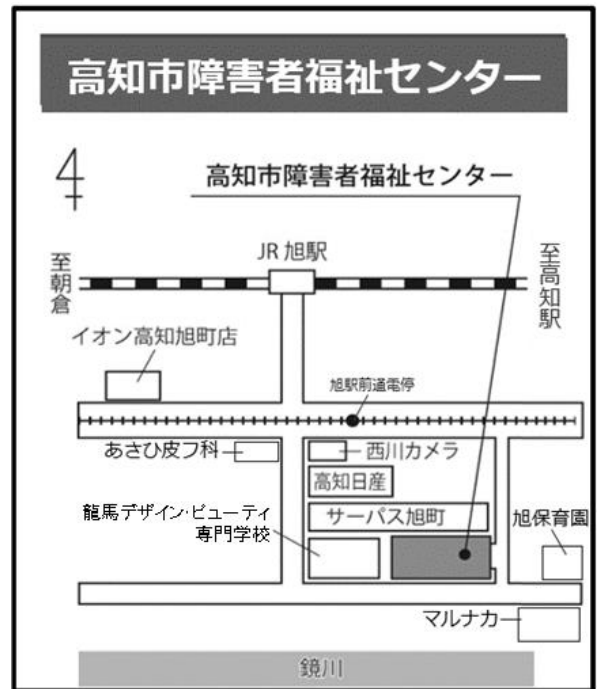 高知市障害者福祉センター
高知市障害者福祉センター
JR 旭駅
至朝倉
至高知駅
イオン高知旭町店
旭駅前通電停
あさひ皮フ科
西川カメラ
高知日産
龍馬デザイン・ビューティ
専門学校
サーパス旭町
旭保育園
マルナカ
鏡川